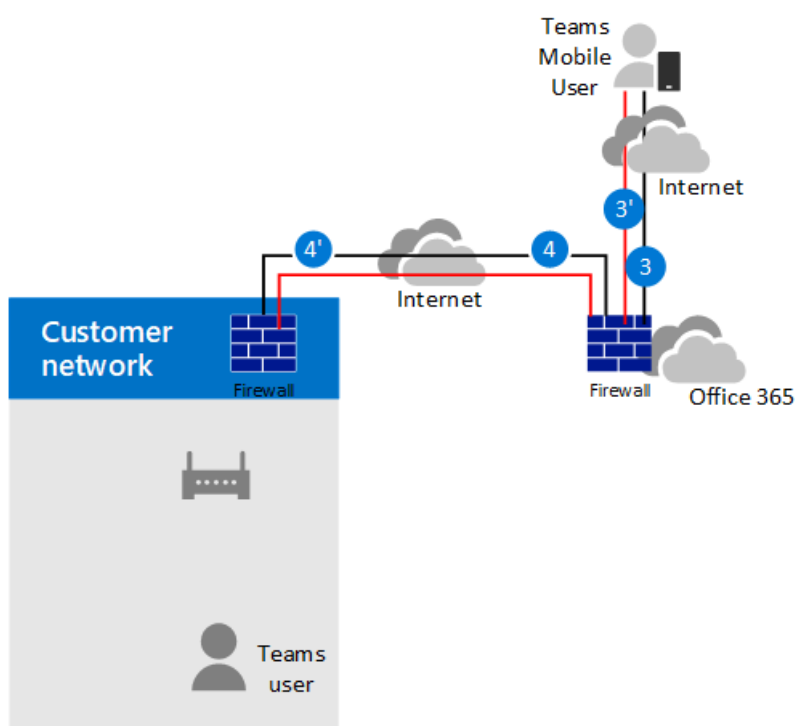 Teams
Mobile
User
Internet
3'
4'
4
3
Internet
Customer
network
Firewall
Firewall
Office 365
Teams
user